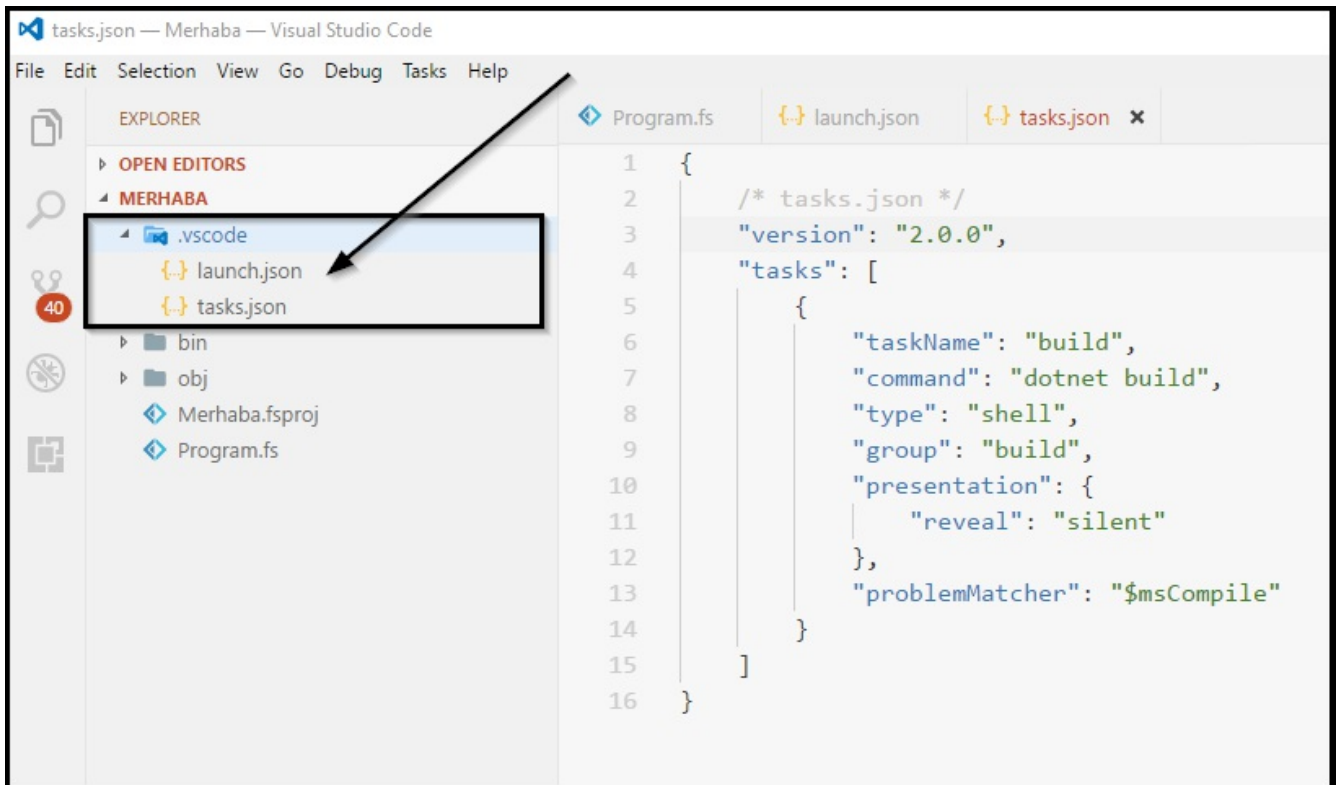 tasks.json — Merhaba — Visual Studio Code
File Edit Selection View Go Debug Tasks Help
EXPLORER
OPEN EDITORS
MERHABA
.vscode
{..} launch.json
{..} tasks.json
bin
obj
Merhaba.fsproj
Program.fs
40
Program.fs {..} launch.json {..} tasks.json ×
1 {
2 /* tasks.json */
3 "version": "2.0.0",
4 "tasks": [
5 {
6 "taskName": "build",
7 "command": "dotnet build",
8 "type": "shell",
9 "group": "build",
10 "presentation": {
11 "reveal": "silent"
12 },
13 "problemMatcher": "$msCompile"
14 }
15 ]
16 }